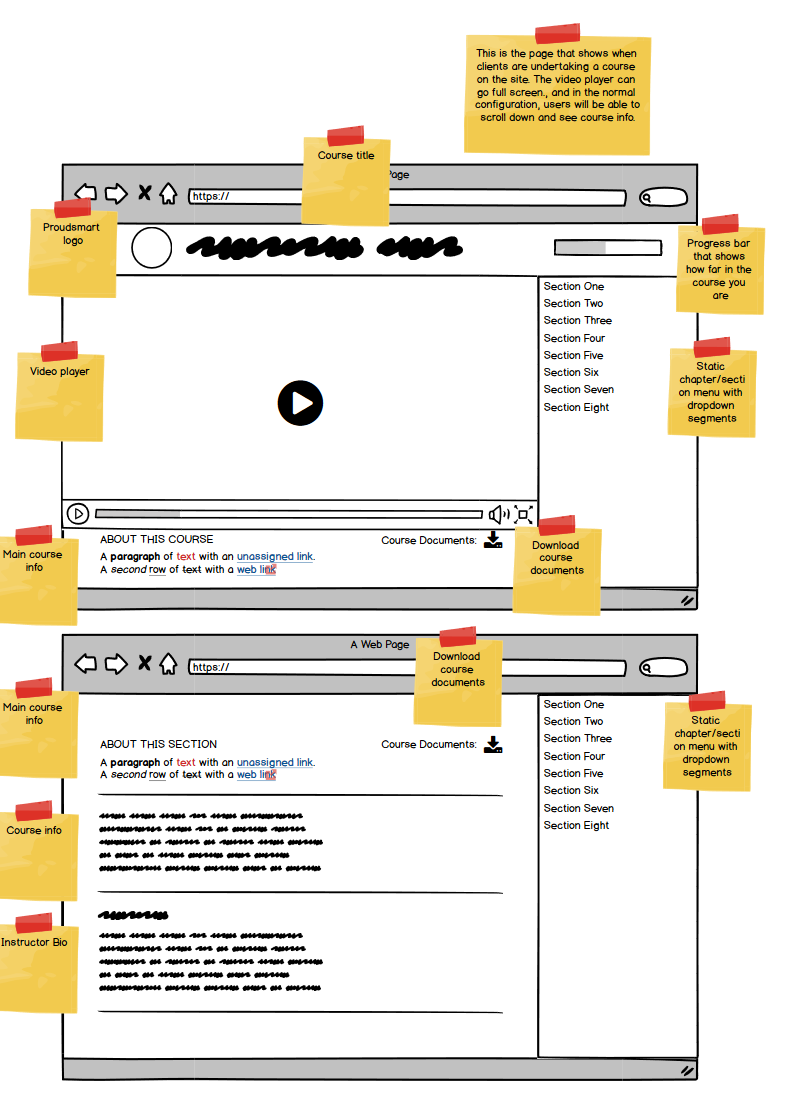 This is the page that shows when
clients are undertaking a course
on the site. The video player can
go full screen., and in the normal
configuration, users will be able to
scroll down and see course info.
Course title
Page
https://
Proudsmart
logo
Progress bar
that shows
how far in the
course you
are
Section One
Section Two
Section Three
Section Four
Section Five
Section Six
Section Seven
Section Eight
Static
chapter/secti
on menu with
dropdown
segments
Video player
Main course
info
ABOUT THIS COURSE
A paragraph of text with an unassigned link.
A second row of text with a web link
Course Documents:
Download
course
documents
A Web Page
https://
Download
course
documents
Main course
info
ABOUT THIS SECTION
A paragraph of text with an unassigned link.
A second row of text with a web link
Course Documents:
Section One
Section Two
Section Three
Section Four
Section Five
Section Six
Section Seven
Section Eight
Static
chapter/secti
on menu with
dropdown
segments
Course info
Instructor Bio